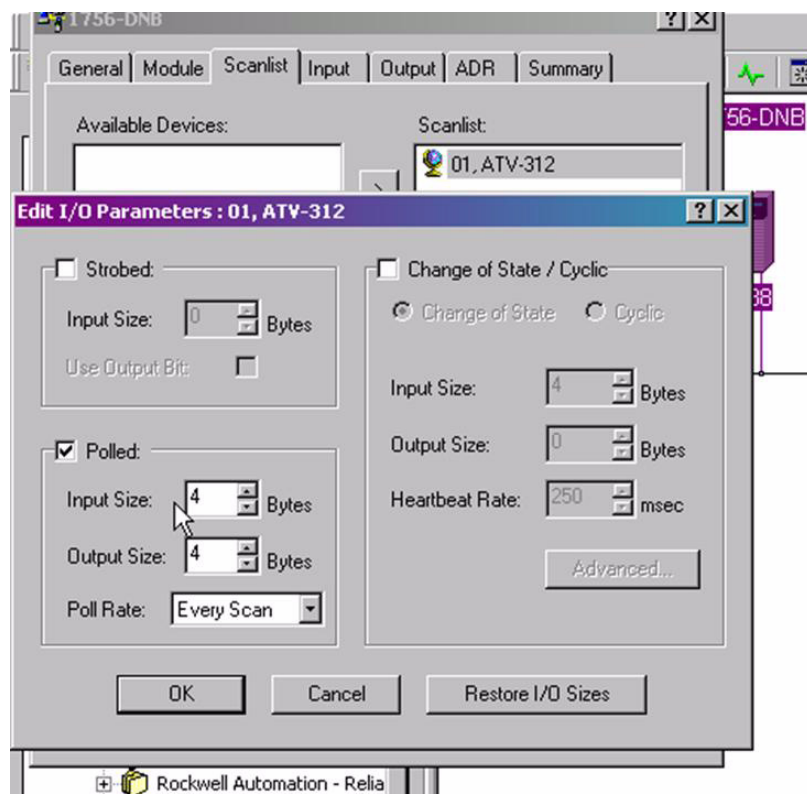 1756-DNB
General Module Scanlist Input Output ADR Summary
Available Devices: Scanlist:
01, ATV-312
756-DNB
Edit I/O Parameters : 01, ATV-312
Strobed:
Input Size: 0 Bytes
Use Output Bit:
Polled:
Input Size: 4 Bytes
Output Size: 4 Bytes
Poll Rate: Every Scan
Change of State / Cyclic
Change of State Cyclic
Input Size: 4 Bytes
Output Size: 0 Bytes
Heartbeat Rate: 250 msec
Advanced...
OK Cancel Restore I/O Sizes
Rockwell Automation - Relia